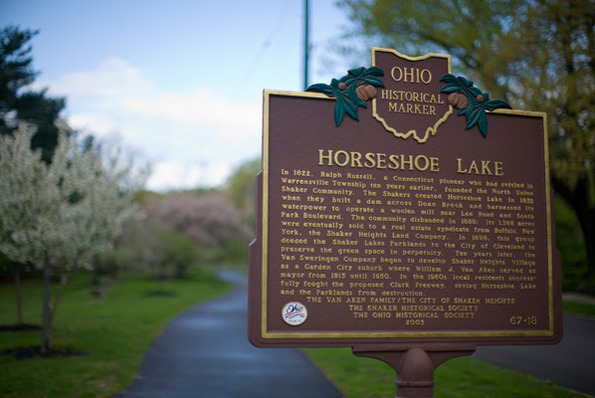 OHIO
HISTORICAL
MARKER
HORSESHOE LAKE
In 1822, Ralph Russell, a Connecticut pioneer who had settled in
Warrensville Township ten years earlier, founded the North Union
Shaker Community. The Shakers created Horseshoe Lake in 1852
when they built a dam across Doan Brook and harnessed its
waterpower to operate a woolen mill near Lee Road and South
Park Boulevard. The community disbanded in 1889; its 1,366 acres
were eventually sold to a real estate syndicate from Buffalo, New
York, the Shaker Heights Land Company. In 1896, this group
deeded the Shaker Lakes Parklands to the City of Cleveland to
preserve the green space in perpetuity. Ten years later, the
Van Sweringen Company began to develop Shaker Village
as a Garden City suburb where William J. Van Aken served as
mayor from 1915 until 1950. In the 1960s local residents success-
fully fought the proposed Clark Freeway, saving Horseshoe Lake
and the Parklands from destruction.
THE VAN AKEN FAMILY/THE CITY OF SHAKER HEIGHTS
THE SHAKER HISTORICAL SOCIETY
THE OHIO HISTORICAL SOCIETY
2003
67-18